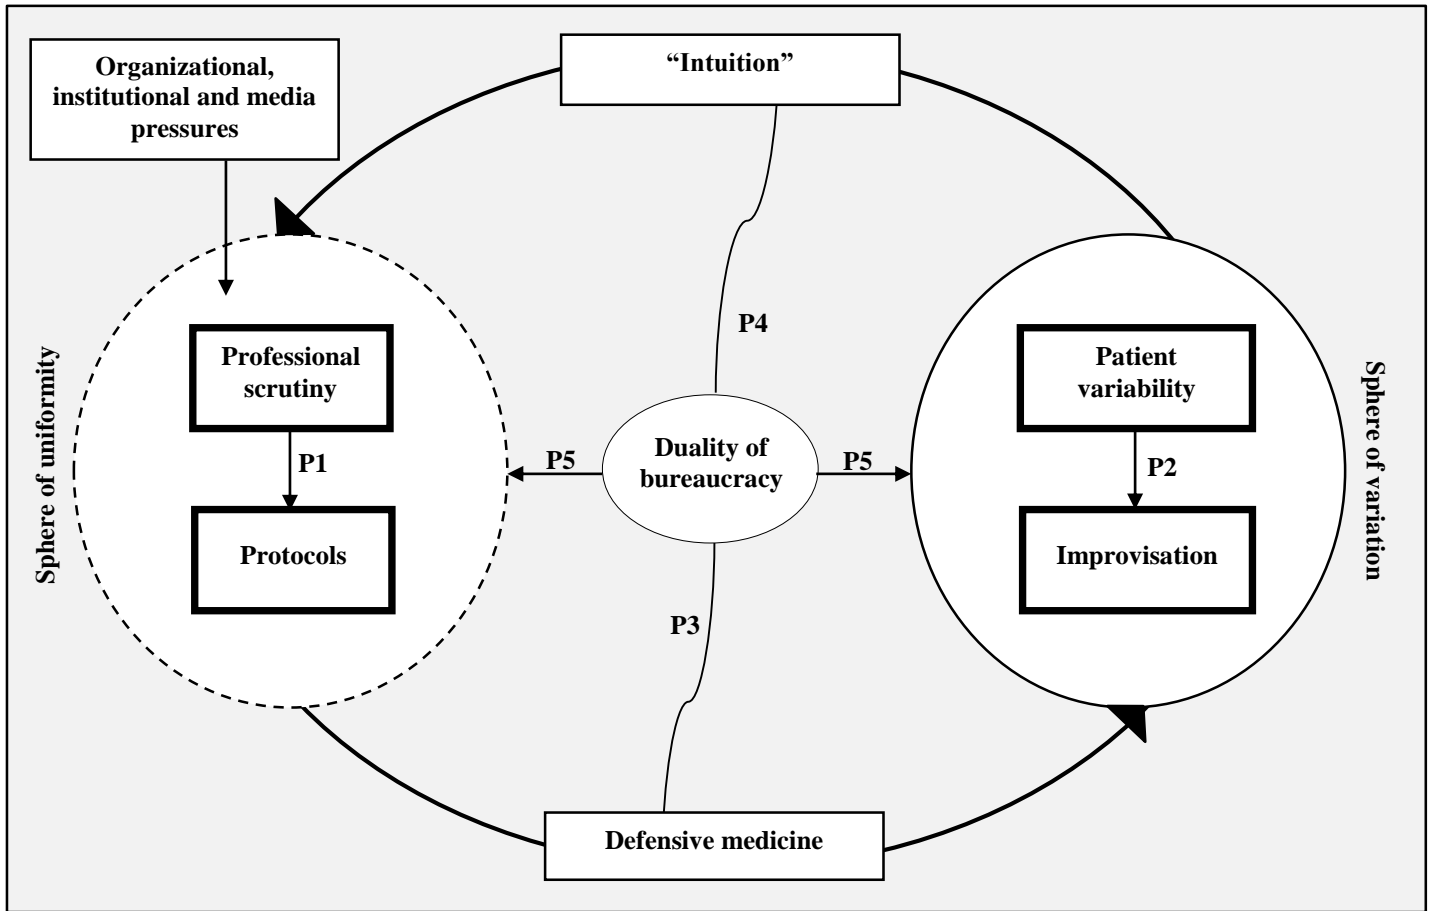 Organizational,
institutional and media
pressures
“Intuition”
P4
Sphere of uniformity
Professional
scrutiny
P1
Protocols
P5
Duality of
bureaucracy
P5
Patient
variability
P2
Improvisation
Sphere of variation
P3
Defensive medicine